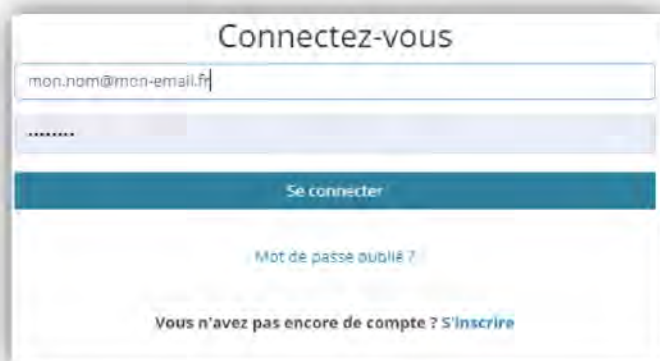 Connectez-vous
mon.nom@mon-email.fr
........
Se connecter
Mot de passe oublié ?
Vous n'avez pas encore de compte ? S'inscrire